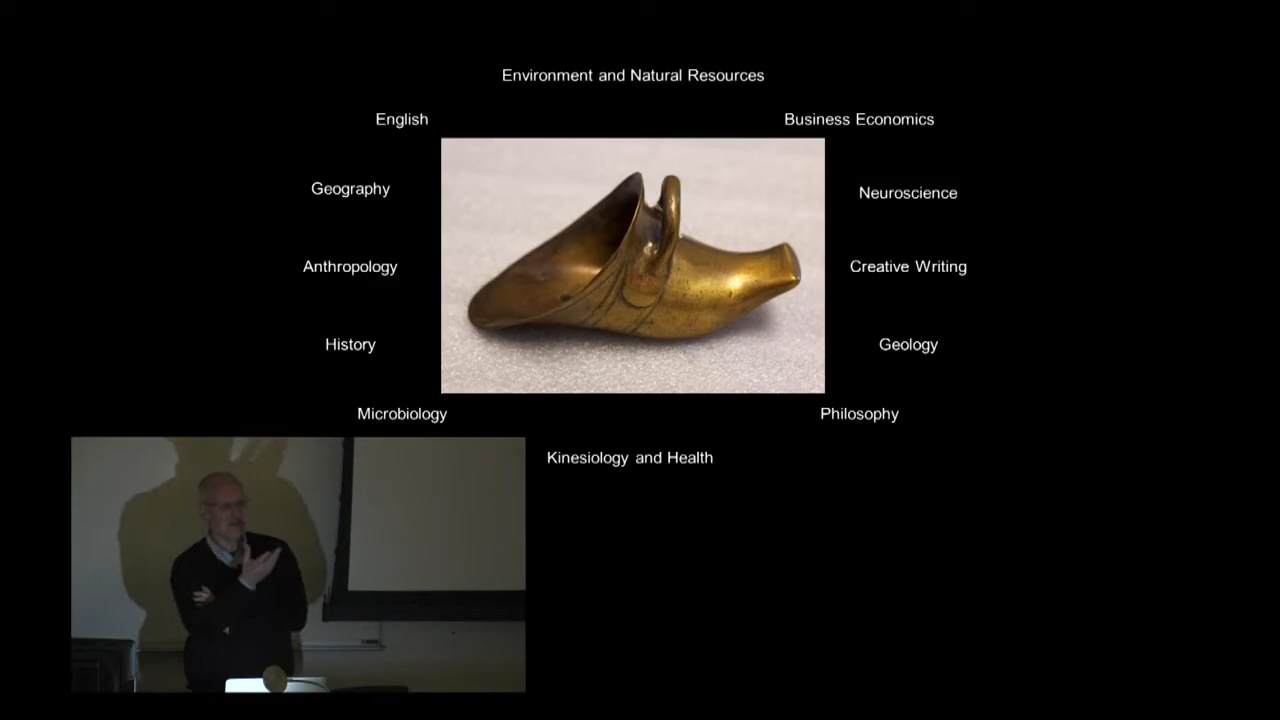 Environment and Natural Resources
English
Business Economics
Geography
Neuroscience
Anthropology
Creative Writing
History
Geology
Microbiology
Philosophy
Kinesiology and Health